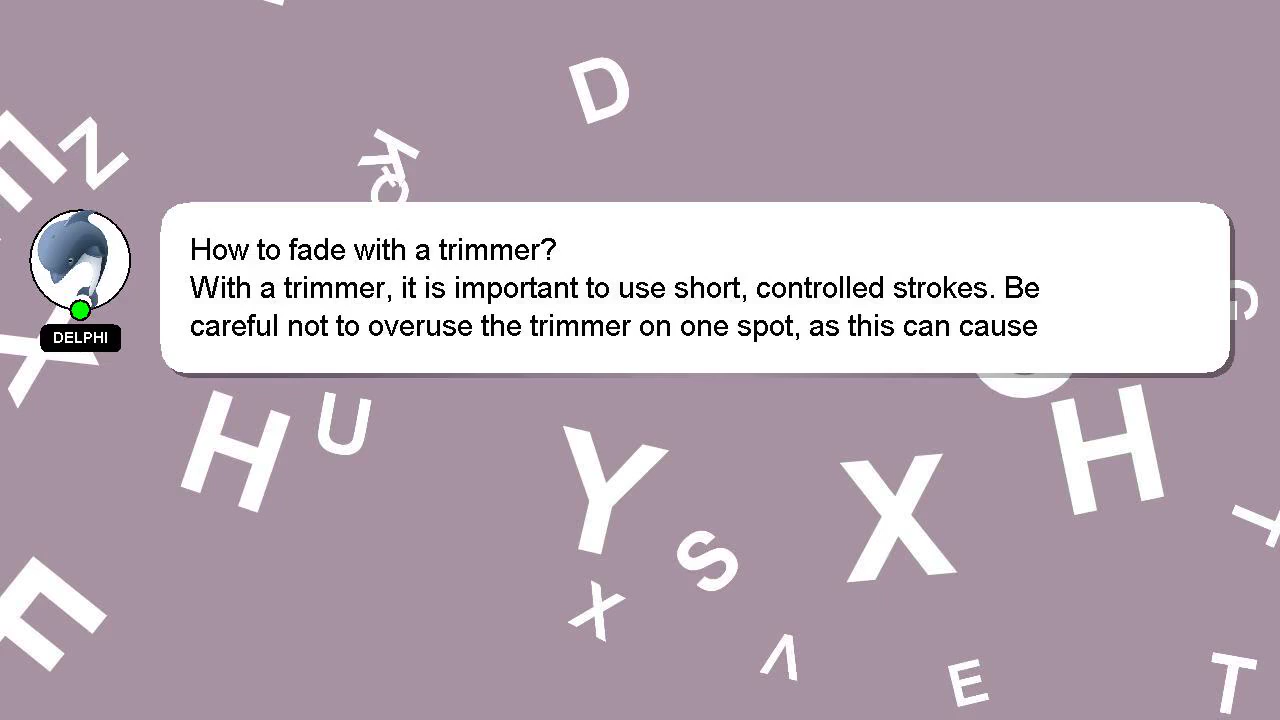 D
Z
K
How to fade with a trimmer?
With a trimmer, it is important to use short, controlled strokes. Be
careful not to overuse the trimmer on one spot, as this can cause
DELPHI
X
H
U
Y
X
H
S
X
V
E
T